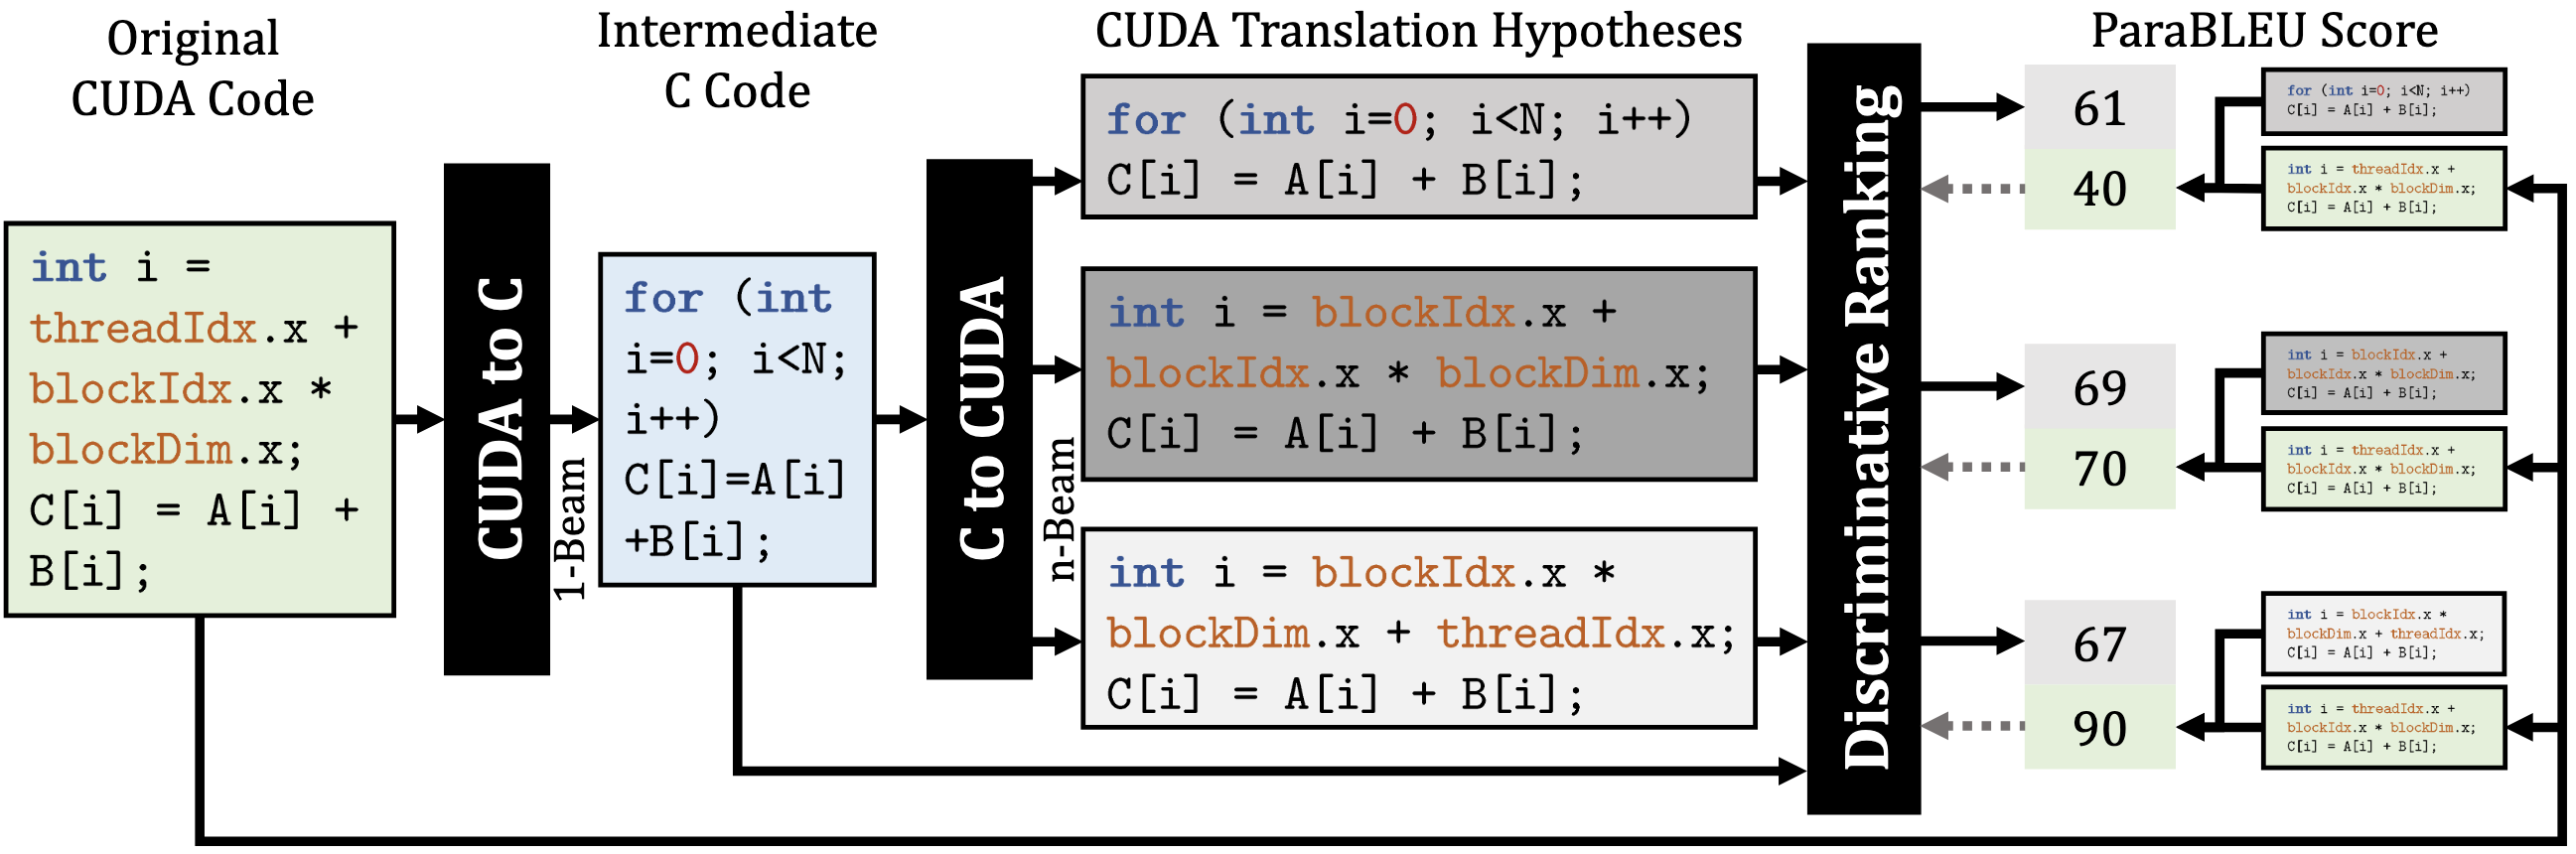 Original
CUDA Code
int i =
threadIdx.x +
blockIdx.x *
blockDim.x;
C[i] = A[i] +
B[i];
CUDA to C
1-Beam
Intermediate
C Code
for (int
i=0; i<N;
i++)
C[i]=A[i]
+B[i];
C to CUDA
n-Beam
CUDA Translation Hypotheses
for (int i=0; i<N; i++)
C[i] = A[i] + B[i];
int i = blockIdx.x +
blockIdx.x * blockDim.x;
C[i] = A[i] + B[i];
int i = blockIdx.x *
blockDim.x + threadIdx.x;
C[i] = A[i] + B[i];
Discriminative Ranking
ParaBLEU Score
61
40
for (int i=0; i<N; i++)
C[i] = A[i] + B[i];
int i = threadIdx.x +
blockIdx.x * blockDim.x;
C[i] = A[i] + B[i];
69
70
int i = blockIdx.x +
blockIdx.x * blockDim.x;
C[i] = A[i] + B[i];
int i = threadIdx.x +
blockIdx.x * blockDim.x;
C[i] = A[i] + B[i];
67
90
int i = blockIdx.x *
blockDim.x + threadIdx.x;
C[i] = A[i] + B[i];
int i = threadIdx.x +
blockIdx.x * blockDim.x;
C[i] = A[i] + B[i];